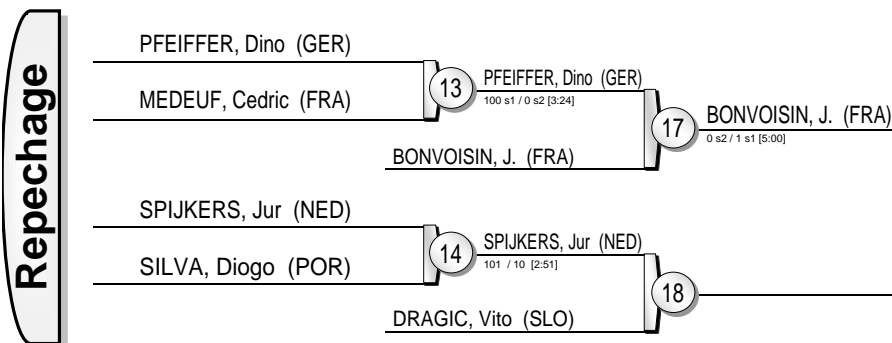 Repechage
PFEIFFER, Dino (GER)
MEDEUF, Cedric (FRA)
13
PFEIFFER, Dino (GER)
100 s1 / 0 s2 [3:24]
BONVOISIN, J. (FRA)
17
BONVOISIN, J. (FRA)
0 s2 / 1 s1 [5:00]
SPIJKERS, Jur (NED)
SILVA, Diogo (POR)
14
SPIJKERS, Jur (NED)
101 / 10 [2:51]
DRAGIC, Vito (SLO)
18